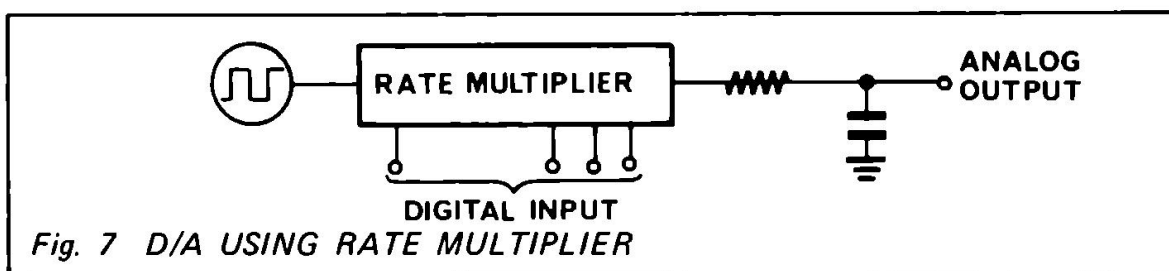 RATE MULTIPLIER
ANALOG
OUTPUT
DIGITAL INPUT
Fig. 7 D/A USING RATE MULTIPLIER